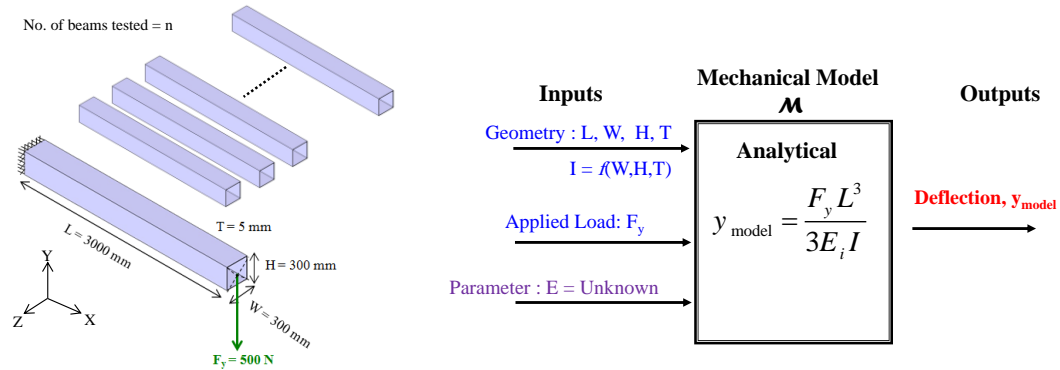 No. of beams tested = n
T = 5 mm
L = 3000 mm
H = 300 mm
W = 300 mm
F_y = 500 N
Y
Z
X
Inputs
Geometry : L, W, H, T
I = f(W,H,T)
Applied Load: F_y
Parameter : E = Unknown
Mechanical Model
M
Analytical
y_model = F_y L^3 / 3E_i I
Outputs
Deflection, y_model